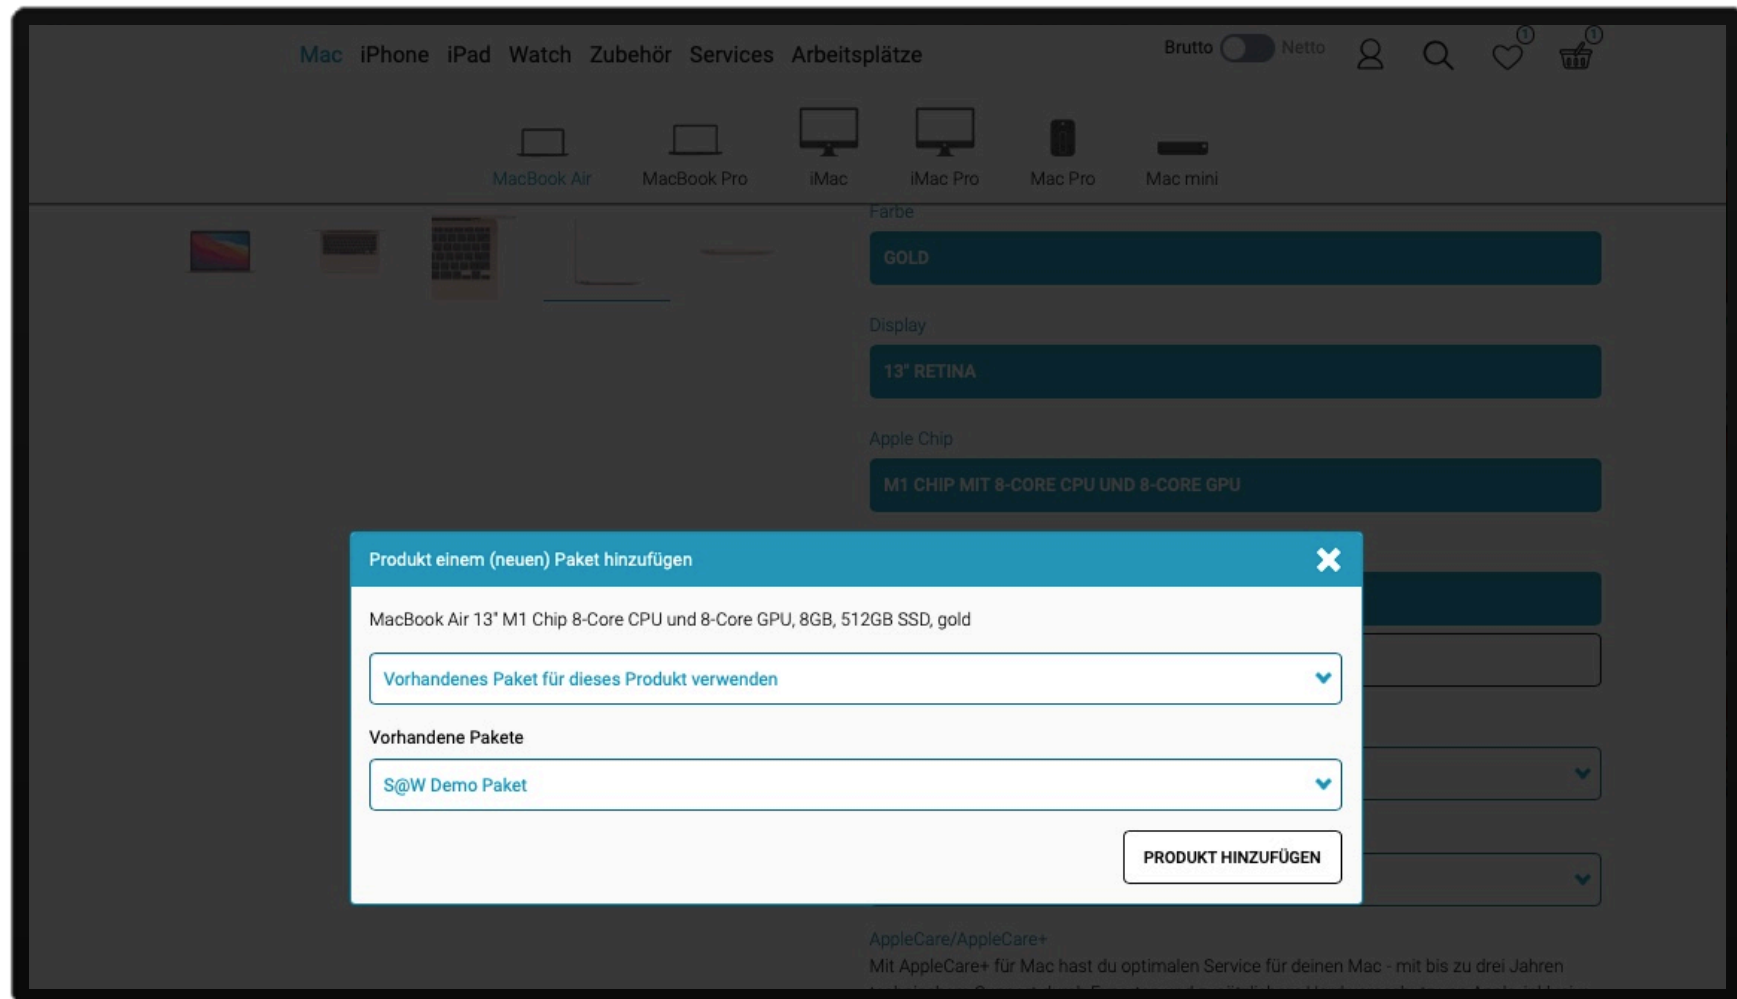 Mac iPhone iPad Watch Zubehör Services Arbeitsplätze Brutto Netto 1 1
MacBook Air MacBook Pro iMac iMac Pro Mac Pro Mac mini
Farbe
GOLD
Display
13" RETINA
Apple Chip
M1 CHIP MIT 8-CORE CPU UND 8-CORE GPU
Produkt einem (neuen) Paket hinzufügen
MacBook Air 13" M1 Chip 8-Core CPU und 8-Core GPU, 8GB, 512GB SSD, gold
Vorhandenes Paket für dieses Produkt verwenden
Vorhandene Pakete
S@W Demo Paket
PRODUKT HINZUFÜGEN
AppleCare/AppleCare+
Mit AppleCare+ für Mac hast du optimalen Service für deinen Mac - mit bis zu drei Jahren